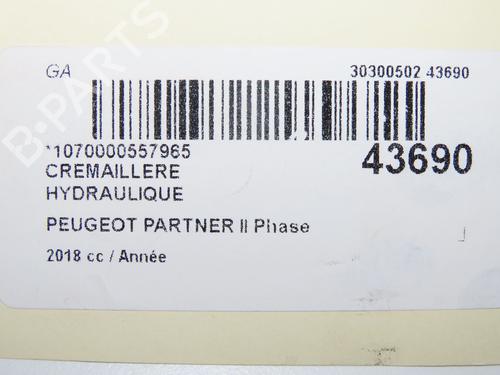 GA 30300502 43690
*1070000557965 43690
CREMAILLERE
HYDRAULIQUE
PEUGEOT PARTNER II Phase
2018 cc / Année
B-PARTS